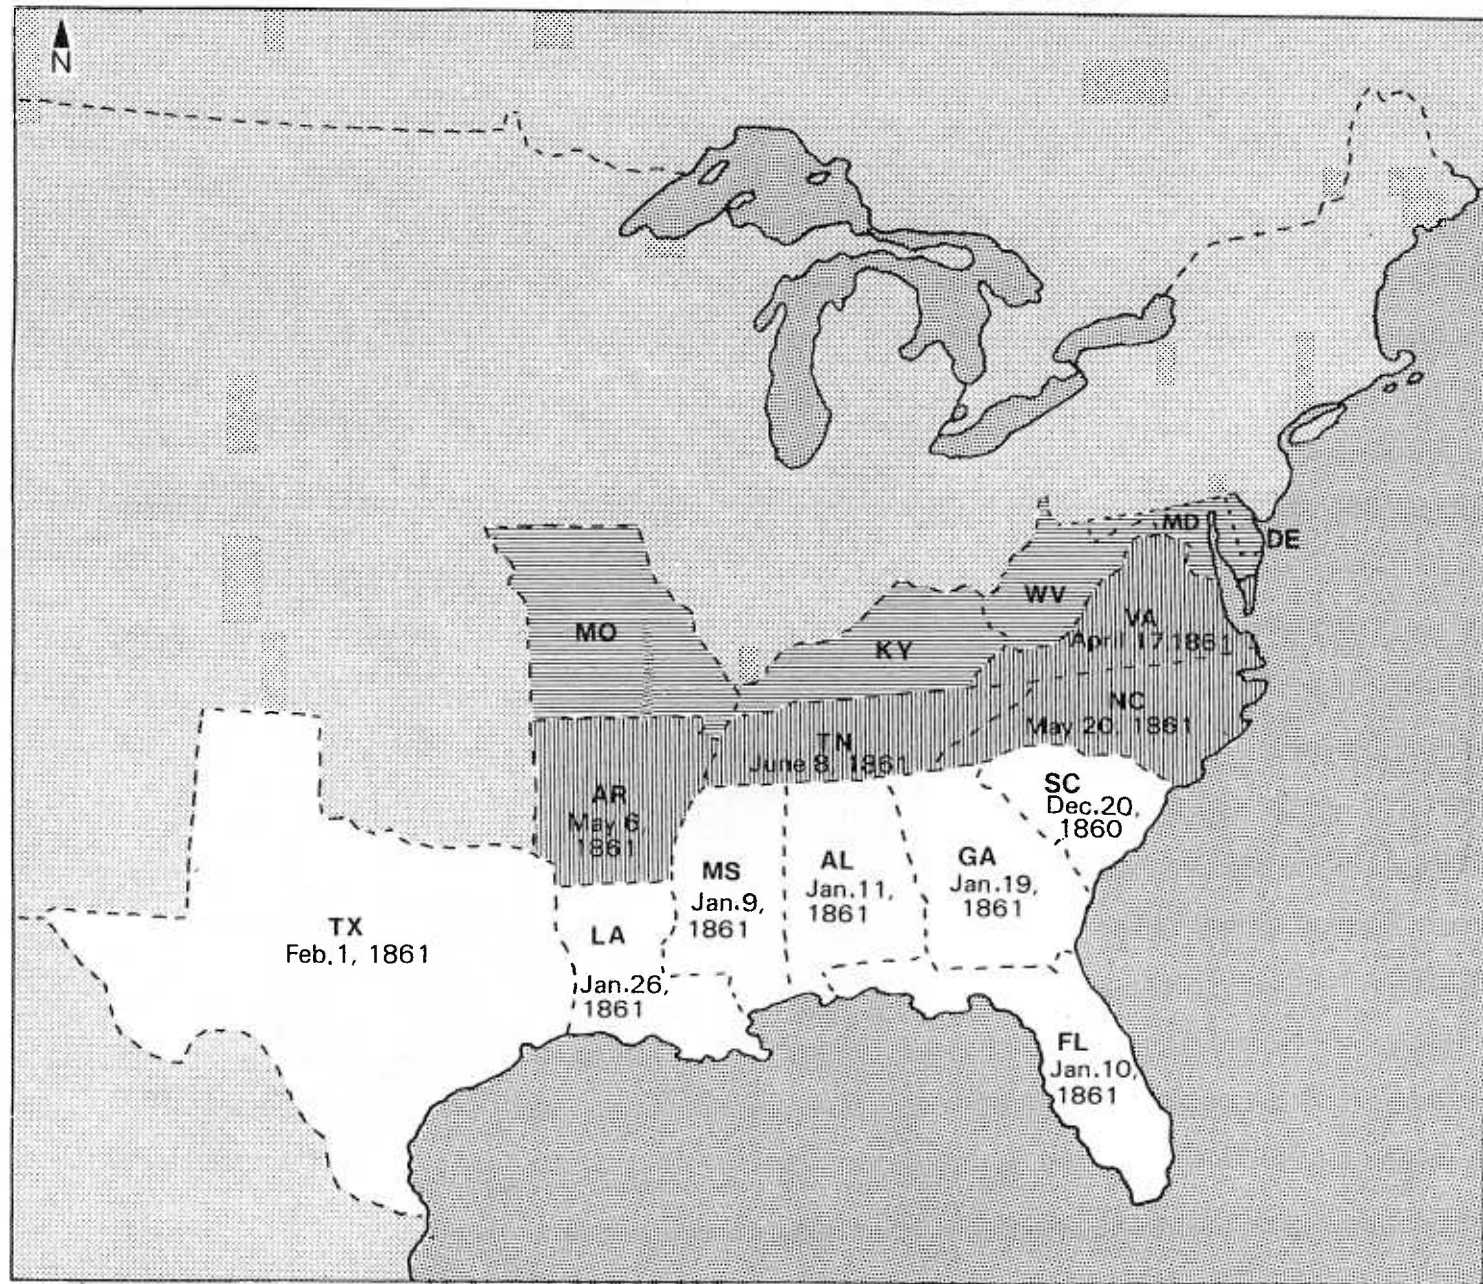 N
MD
DE
WV
MO
VA
April 17 1861
KY
NC
May 20, 1861
TN
June 8, 1861
SC
Dec.20,
1860
AR
May 6,
1861
MS
Jan.9,
1861
AL
Jan.11,
1861
GA
Jan.19,
1861
TX
Feb.1, 1861
LA
Jan.26,
1861
FL
Jan.10,
1861